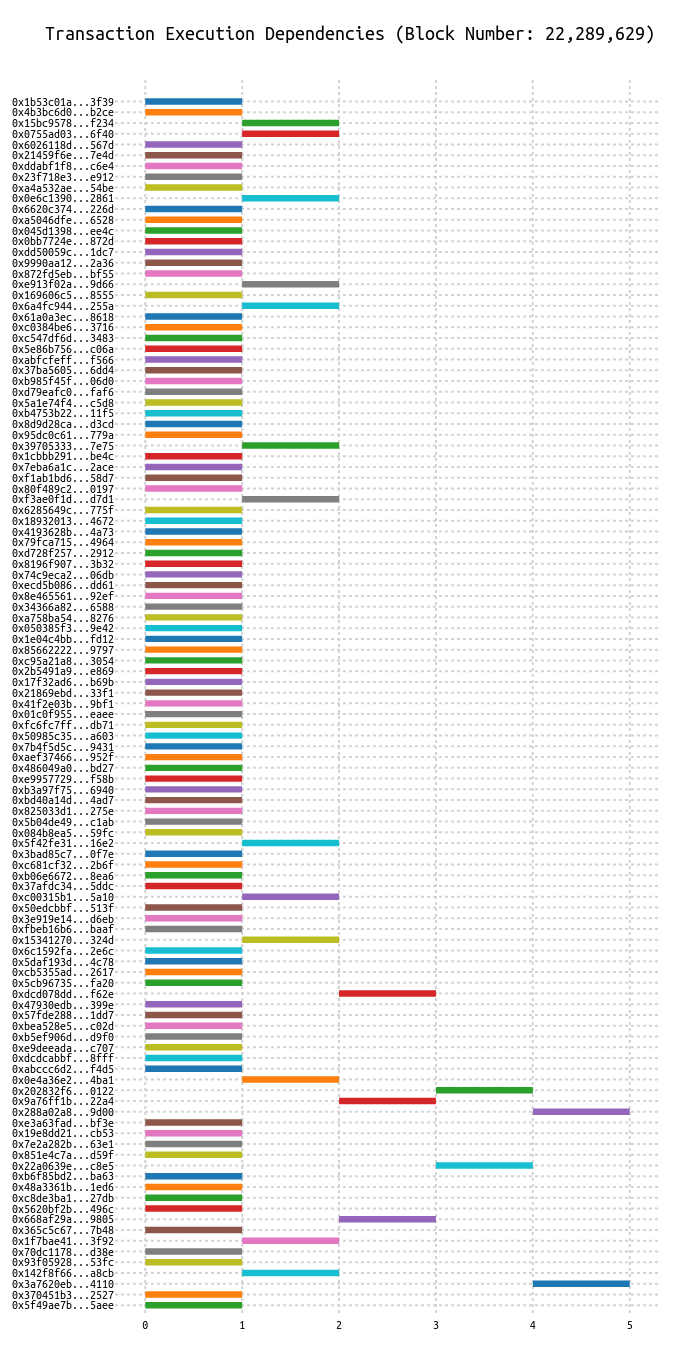 Transaction Execution Dependencies (Block Number: 22,289,629)
0x1b53c01a...3f39
0x4b3bc6d0...b2ce
0x15bc9578...f234
0x0755ad03...6f40
0x6026118d...567d
0x21459f6e...7e4d
0xddabf1f8...c6e4
0x23f718e3...e912
0xa4a532ae...54be
0x0e6c1390...2861
0x6620c374...226d
0xa5046dfe...6528
0x045d1398...ee4c
0x0bb7724e...872d
0xdd50059c...1dc7
0x9990aa12...2a36
0x872fd5eb...bf55
0xe913f02a...9d66
0x169606c5...8555
0x6a4fc944...255a
0x61a0a3ec...8618
0xc0384be6...3716
0xc547df6d...3483
0x5e86b756...c06a
0xabfcfeff...f566
0x37ba5605...6dd4
0xb985f45f...06d0
0xd79eafc0...faf6
0x5a1e74f4...c5d8
0xb4753b22...11f5
0x8d9d28ca...d3cd
0x95dc0c61...779a
0x39705333...7e75
0x1cbbb291...be4c
0x7eba6a1c...2ace
0xf1ab1bd6...58d7
0x80f489c2...0197
0xf3ae0f1d...d7d1
0x6285649c...775f
0x18932013...4672
0x4193628b...4a73
0x79fca715...4964
0xd728f257...2912
0x8196f907...3b32
0x74c9eca2...06db
0xecd5b086...dd61
0x8e465561...92ef
0x34366a82...6588
0xa758ba54...8276
0x050385f3...9e42
0x1e04c4bb...fd12
0x85662222...9797
0xc95a21a8...3054
0x2b5491a9...e869
0x17f32ad6...b69b
0x21869ebd...33f1
0x41f2e03b...9bf1
0x01c0f955...eaee
0xfc6fc7ff...db71
0x50985c35...a603
0x7b4f5d5c...9431
0xaef37466...952f
0x486049a0...bd27
0xe9957729...f58b
0xb3a97f75...6940
0xbd40a14d...4ad7
0x825033d1...275e
0x5b04de49...c1ab
0x084b8ea5...59fc
0x5f42fe31...16e2
0x3bad85c7...0f7e
0xc681cf32...2b6f
0xb06e6672...8ea6
0x37afdc34...5ddc
0xc00315b1...5a10
0x50edcbbf...513f
0x3e919e14...d6eb
0xfbeb16b6...baaf
0x15341270...324d
0x6c1592fa...2e6c
0x5daf193d...4c78
0xcb5355ad...2617
0x5cb96735...fa20
0xdcd078dd...f62e
0x47930edb...399e
0x57fde288...1dd7
0xbea528e5...c02d
0xb5ef906d...d9f0
0xe9deeada...c707
0xdcdcabbf...8fff
0xabccc6d2...f4d5
0x0e4a36e2...4ba1
0x202832f6...0122
0x9a76ff1b...22a4
0x288a02a8...9d00
0xe3a63fad...bf3e
0x19e8dd21...cb53
0x7e2a282b...63e1
0x851e4c7a...d59f
0x22a0639e...c8e5
0xb6f85bd2...ba63
0x48a3361b...1ed6
0xc8de3ba1...27db
0x5620bf2b...496c
0x668af29a...9805
0x365c5c67...7b48
0x1f7bae41...3f92
0x70dc1178...d38e
0x93f05928...53fc
0x142f8f66...a8cb
0x3a7620eb...4110
0x370451b3...2527
0x5f49ae7b...5aee
0 1 2 3 4 5